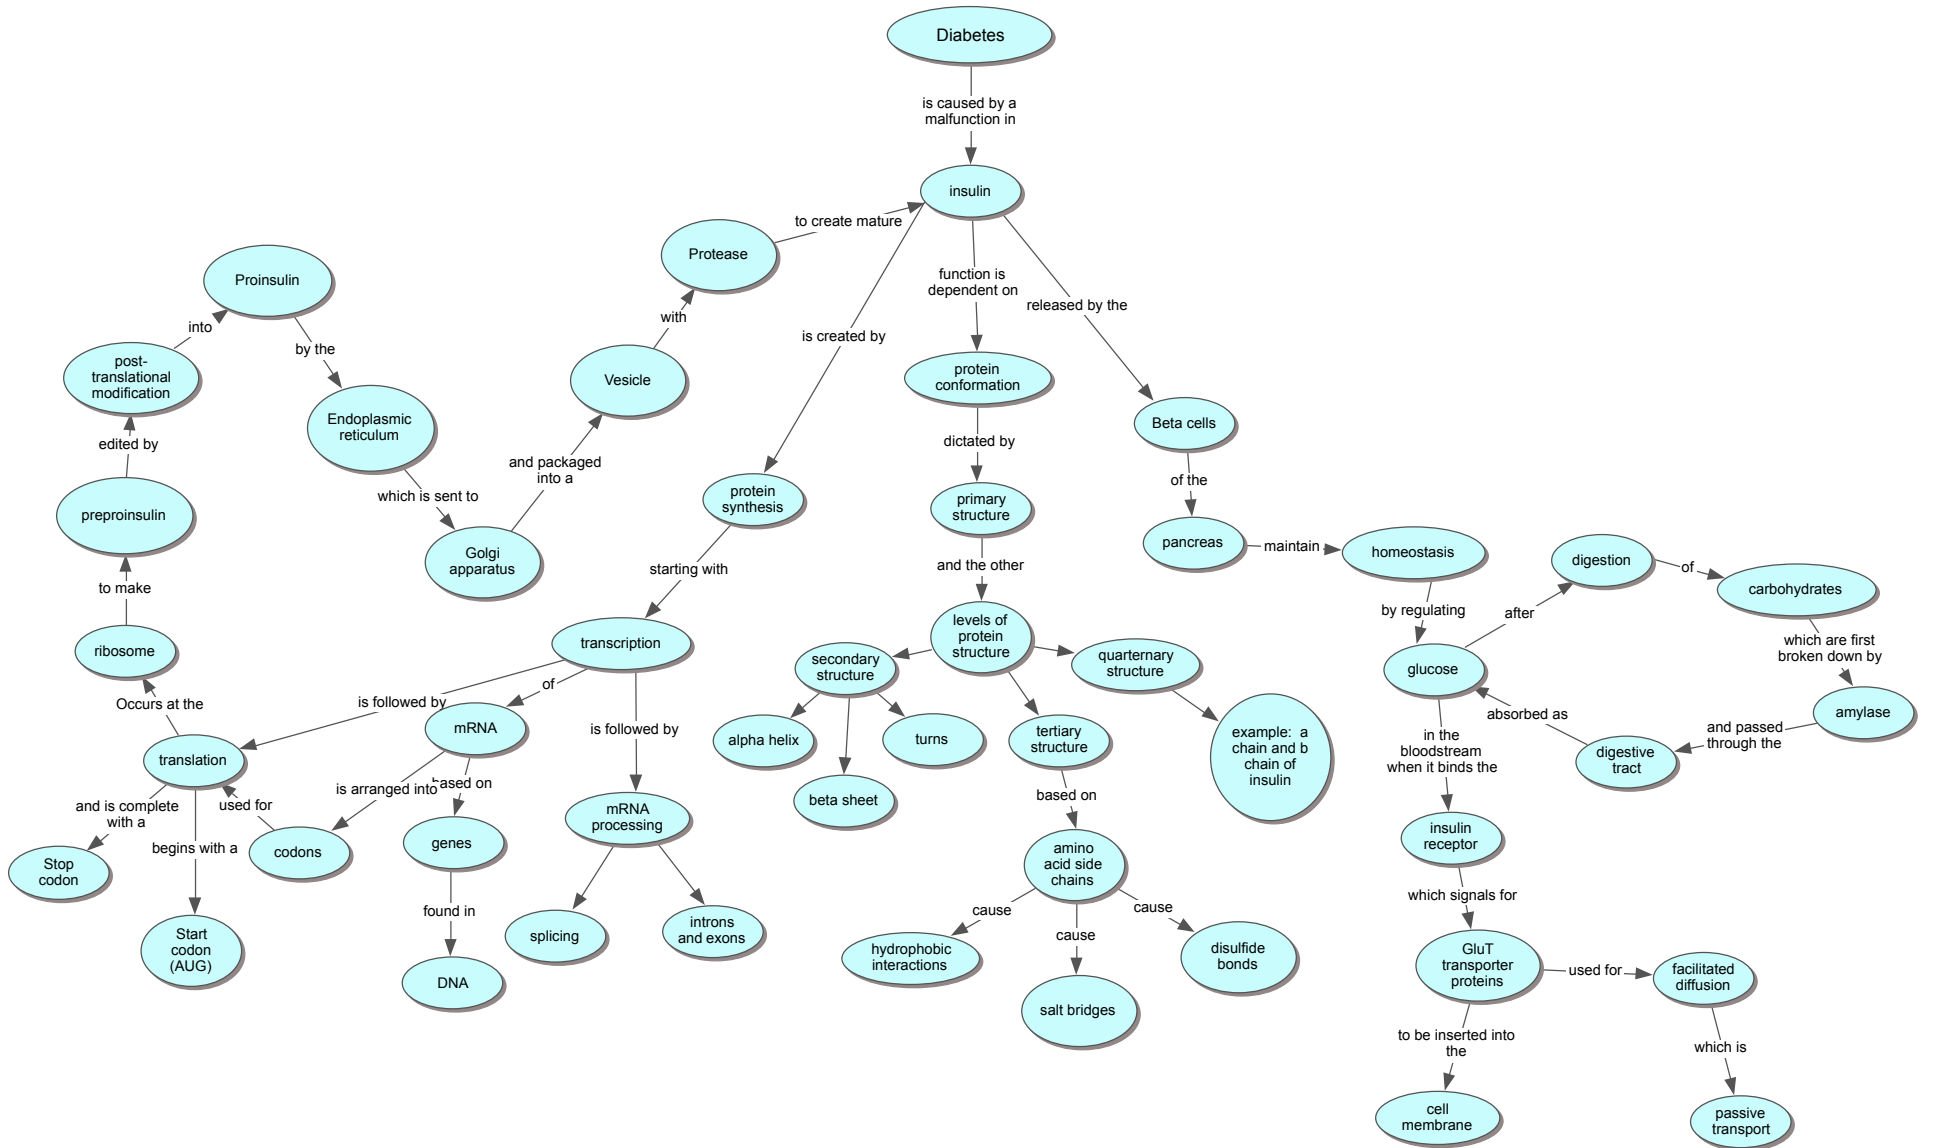 Diabetes
is caused by a
malfunction in
insulin
to create mature
Protease
with
Vesicle
and packaged
into a
Golgi
apparatus
which is sent to
Endoplasmic
reticulum
by the
Proinsulin
into
post-
translational
modification
edited by
preproinsulin
to make
ribosome
Occurs at the
translation
and is complete
with a
Stop
codon
begins with a
Start
codon
(AUG)
used for
codons
is arranged into
is followed by
mRNA
of
based on
genes
found in
DNA
transcription
starting with
protein
synthesis
is created by
is followed by
mRNA
processing
splicing
introns
and exons
function is
dependent on
protein
conformation
dictated by
primary
structure
and the other
levels of
protein
structure
secondary
structure
alpha helix
beta sheet
turns
tertiary
structure
based on
amino
acid side
chains
cause
hydrophobic
interactions
cause
salt bridges
cause
disulfide
bonds
quarternary
structure
example: a
chain and b
chain of
insulin
released by the
Beta cells
of the
pancreas
maintain
homeostasis
by regulating
glucose
after
digestion
of
carbohydrates
which are first
broken down by
amylase
and passed
through the
digestive
tract
absorbed as
in the
bloodstream
when it binds the
insulin
receptor
which signals for
GluT
transporter
proteins
used for
facilitated
diffusion
which is
passive
transport
to be inserted into
the
cell
membrane